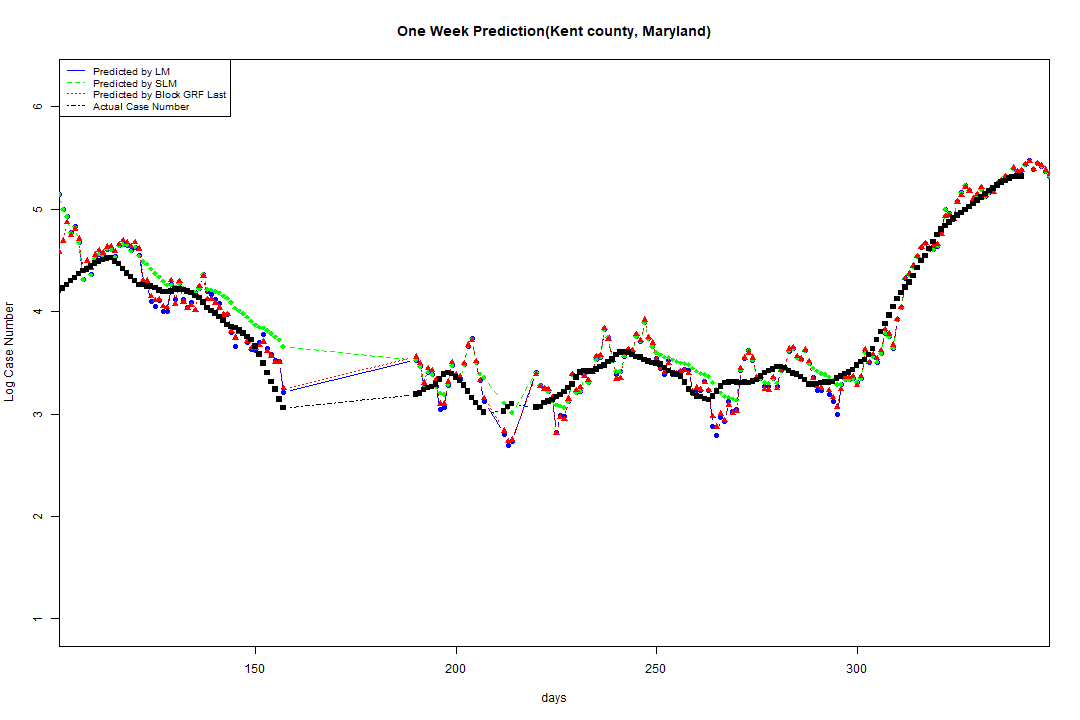 One Week Prediction(Kent county, Maryland)
Predicted by LM
Predicted by SLM
Predicted by Block GRF Last
Actual Case Number
Log Case Number
6
5
4
3
2
1
150 200 250 300
days